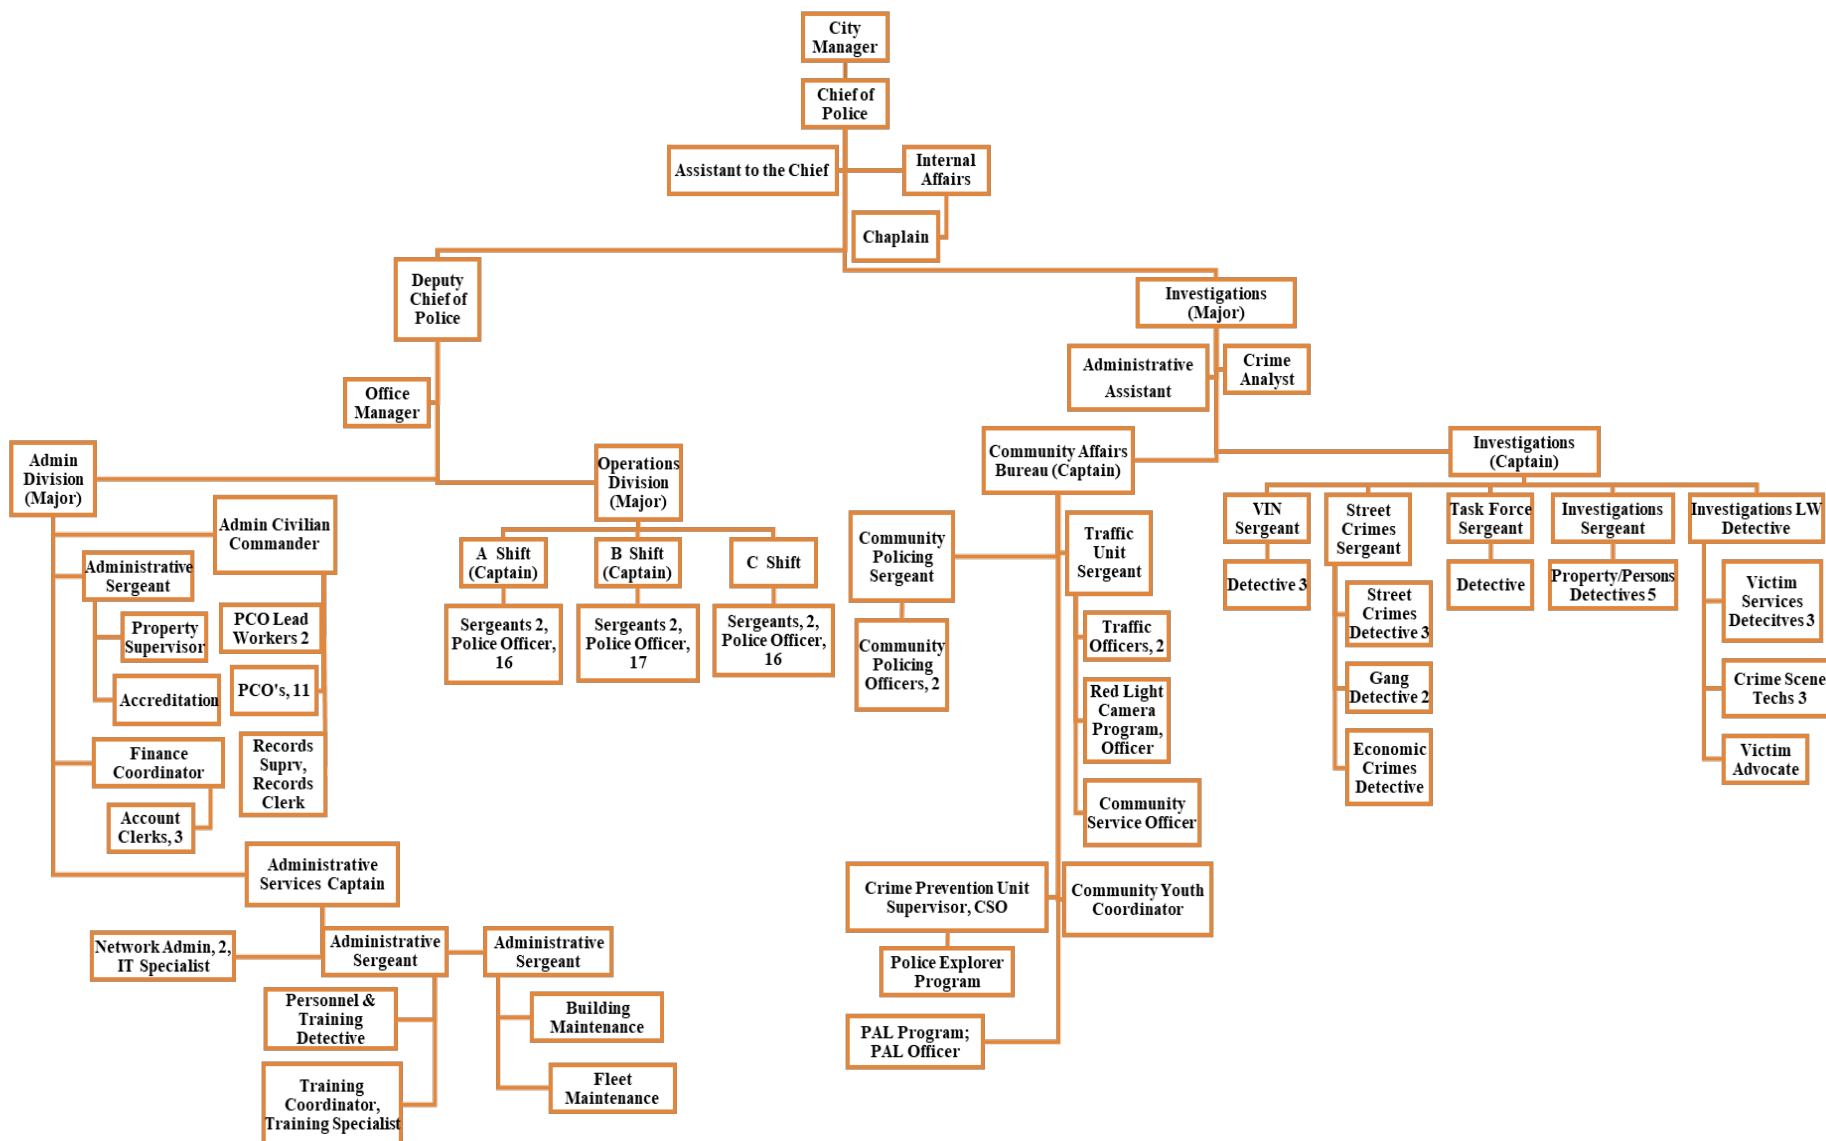 City
Manager
Chief of
Police
Assistant to the Chief
Internal
Affairs
Chaplain
Deputy
Chief of
Police
Investigations
(Major)
Office
Manager
Administrative
Assistant
Crime
Analyst
Admin
Division
(Major)
Operations
Division
(Major)
Community Affairs
Bureau (Captain)
Investigations
(Captain)
Admin Civilian
Commander
Administrative
Sergeant
Property
Supervisor
Accreditation
PCO Lead
Workers 2
PCO's, 11
Records
Suprv,
Records
Clerk
Finance
Coordinator
Account
Clerks, 3
Administrative
Services Captain
Network Admin, 2,
IT Specialist
Administrative
Sergeant
Administrative
Sergeant
Personnel &
Training
Detective
Training
Coordinator,
Training Specialist
Building
Maintenance
Fleet
Maintenance
A Shift
(Captain)
B Shift
(Captain)
C Shift
Sergeants 2,
Police Officer,
16
Sergeants 2,
Police Officer,
17
Sergeants, 2,
Police Officer,
16
Community
Policing
Sergeant
Community
Policing
Officers, 2
Traffic
Unit
Sergeant
Traffic
Officers, 2
Red Light
Camera
Program,
Officer
Community
Service Officer
Crime Prevention Unit
Supervisor, CSO
Community Youth
Coordinator
Police Explorer
Program
PAL Program;
PAL Officer
VIN
Sergeant
Detective 3
Street
Crimes
Sergeant
Street
Crimes
Detective 3
Gang
Detective 2
Economic
Crimes
Detective
Task Force
Sergeant
Detective
Investigations
Sergeant
Property/Persons
Detectives 5
Investigations LW
Detective
Victim
Services
Detecitves 3
Crime Scene
Techs 3
Victim
Advocate